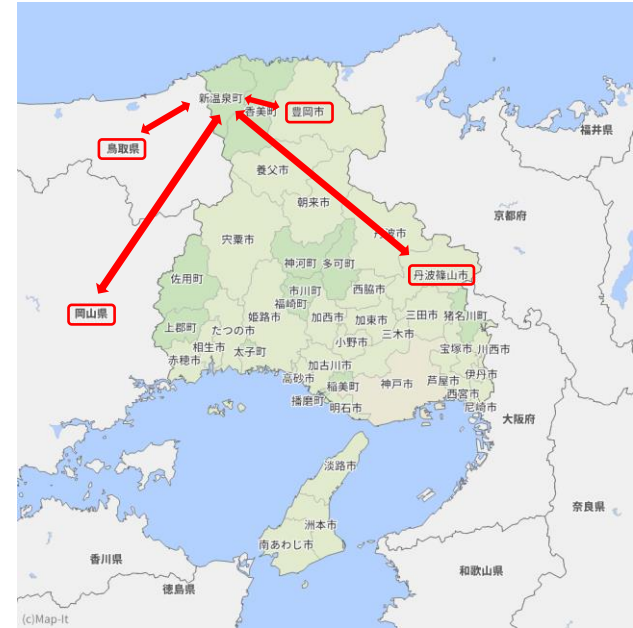 新温泉町
香美町
豊岡市
鳥取県
福井県
養父市
朝来市
京都府
宍粟市
丹波市
神河町
多可町
丹波篠山市
佐用町
市川町
西脇市
岡山県
福崎町
上郡町
たつの市
姫路市
加西市
加東市
三田市
猪名川町
相生市
太子町
小野市
三木市
宝塚市
川西市
赤穂市
加古川市
伊丹市
高砂市
稲美町
神戸市
芦屋市
西宮市
播磨町
明石市
尼崎市
大阪府
淡路市
奈良県
洲本市
南あわじ市
香川県
和歌山県
徳島県
(c)Map-It